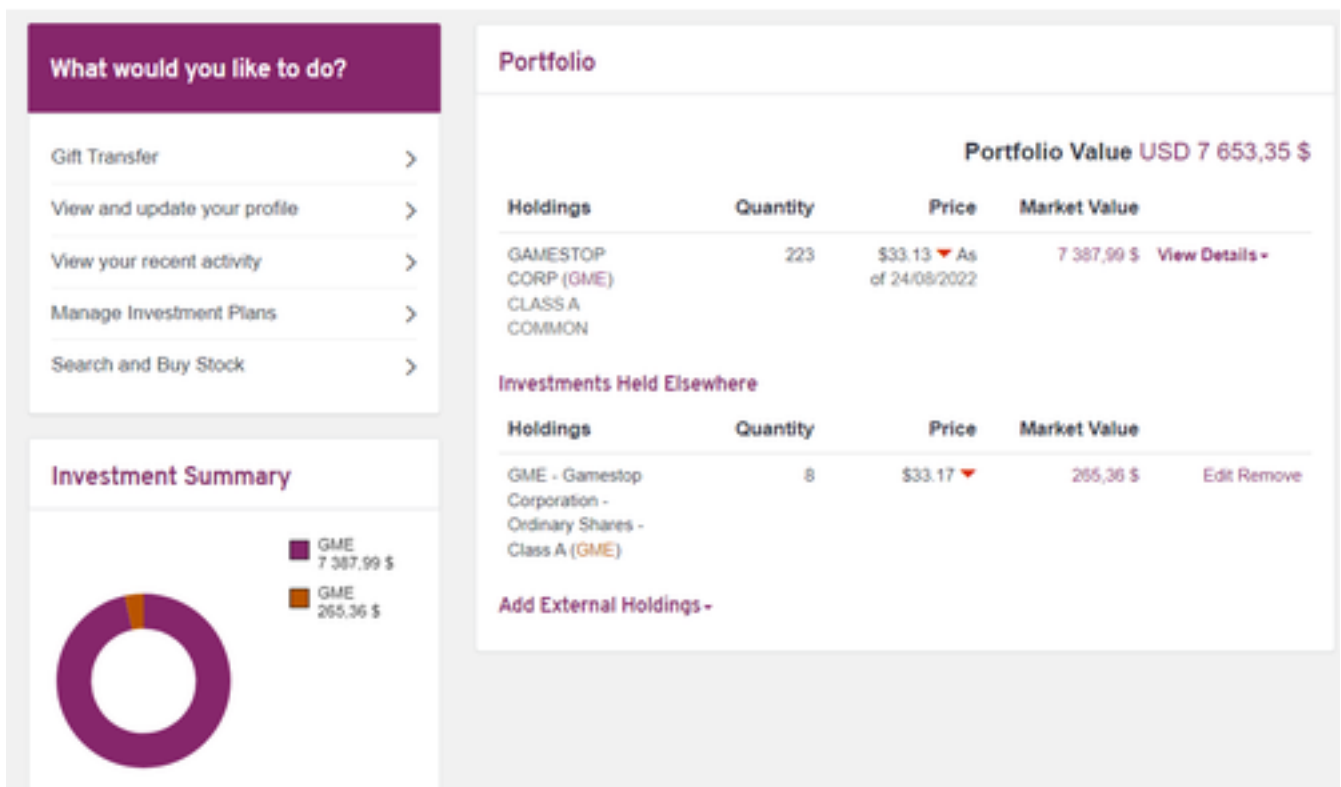 What would you like to do?
Gift Transfer
View and update your profile
View your recent activity
Manage Investment Plans
Search and Buy Stock
Investment Summary
GME
7 387,99 $
GME
265,36 $
Portfolio
Portfolio Value USD 7 653,35 $
Holdings Quantity Price Market Value
GAMESTOP 223 $33.13 As 7 387,99 $ View Details
CORP (GME) of 24/08/2022
CLASS A
COMMON
Investments Held Elsewhere
Holdings Quantity Price Market Value
GME - Gamestop 8 $33.17 265,36 $ Edit Remove
Corporation -
Ordinary Shares -
Class A (GME)
Add External Holdings